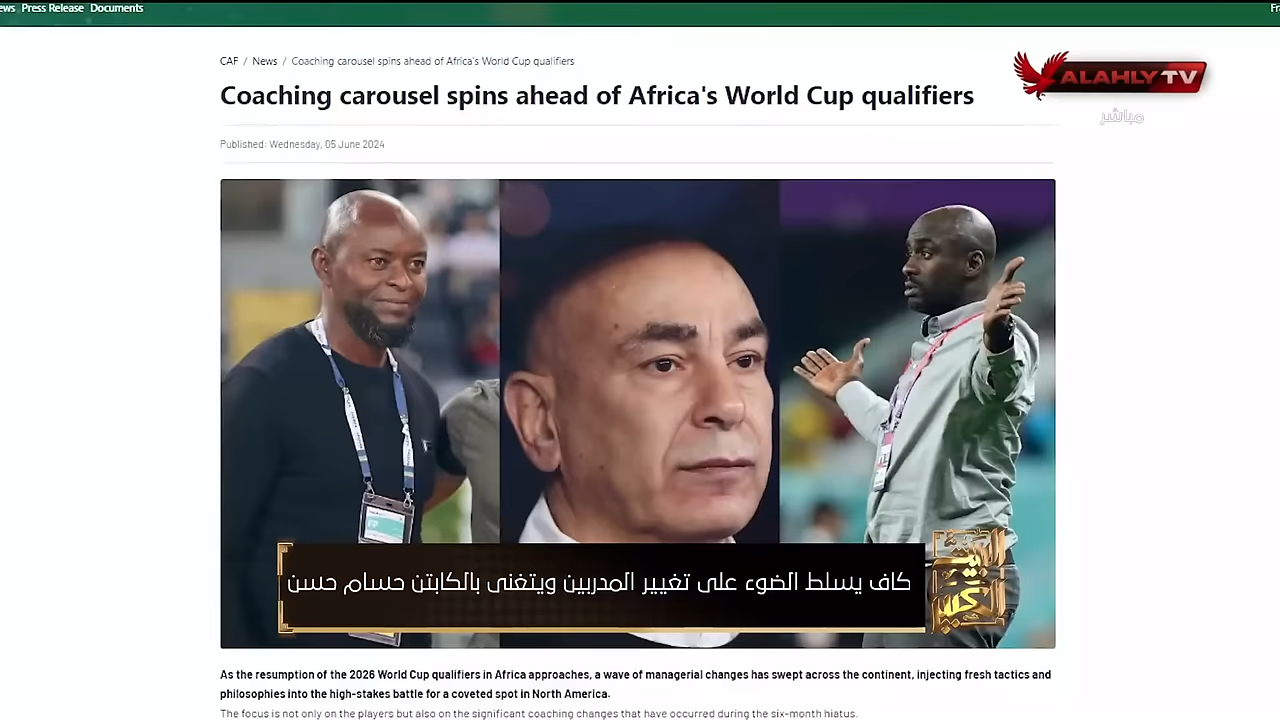 ews Press Release Documents
CAF / News / Coaching carousel spins ahead of Africa's World Cup qualifiers
Coaching carousel spins ahead of Africa's World Cup qualifiers
ALAHLY TV
مباشر
Published: Wednesday, 05 June 2024
كاف يسلط الضوء على تغيير المدربين ويتغنى بالكابتن حسام حسن
البيت الكبير
As the resumption of the 2026 World Cup qualifiers in Africa approaches, a wave of managerial changes has swept across the continent, injecting fresh tactics and
philosophies into the high-stakes battle for a coveted spot in North America.
The focus is not only on the players but also on the significant coaching changes that have occurred during the six-month hiatus.